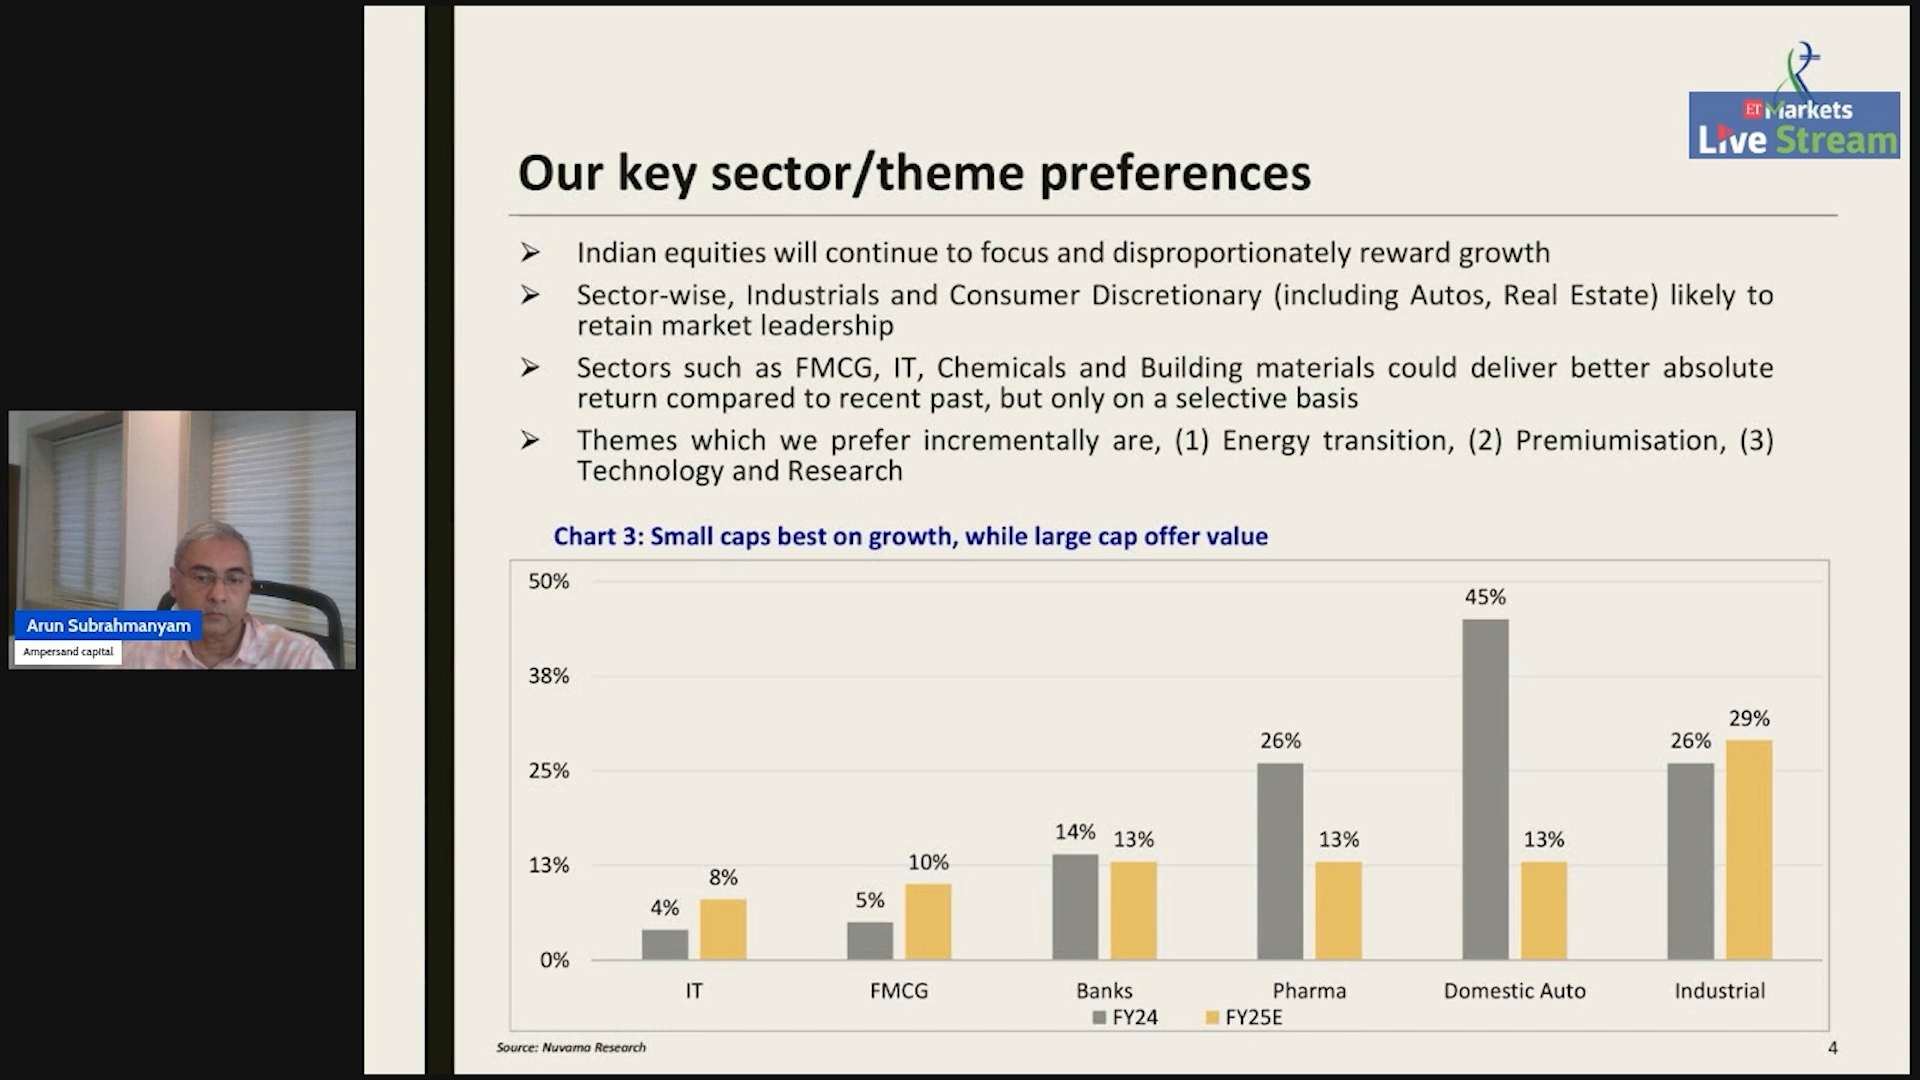 ET Markets
Live Stream
Our key sector/theme preferences
Indian equities will continue to focus and disproportionately reward growth
Sector-wise, Industrials and Consumer Discretionary (including Autos, Real Estate) likely to
retain market leadership
Sectors such as FMCG, IT, Chemicals and Building materials could deliver better absolute
return compared to recent past, but only on a selective basis
Themes which we prefer incrementally are, (1) Energy transition, (2) Premiumisation, (3)
Technology and Research
Arun Subrahmanyam
Ampersand capital
Chart 3: Small caps best on growth, while large cap offer value
50%
38%
25%
13%
0%
4%
8%
5%
10%
14%
13%
26%
13%
45%
13%
26%
29%
IT
FMCG
Banks
Pharma
Domestic Auto
Industrial
FY24
FY25E
Source: Nuvama Research
4